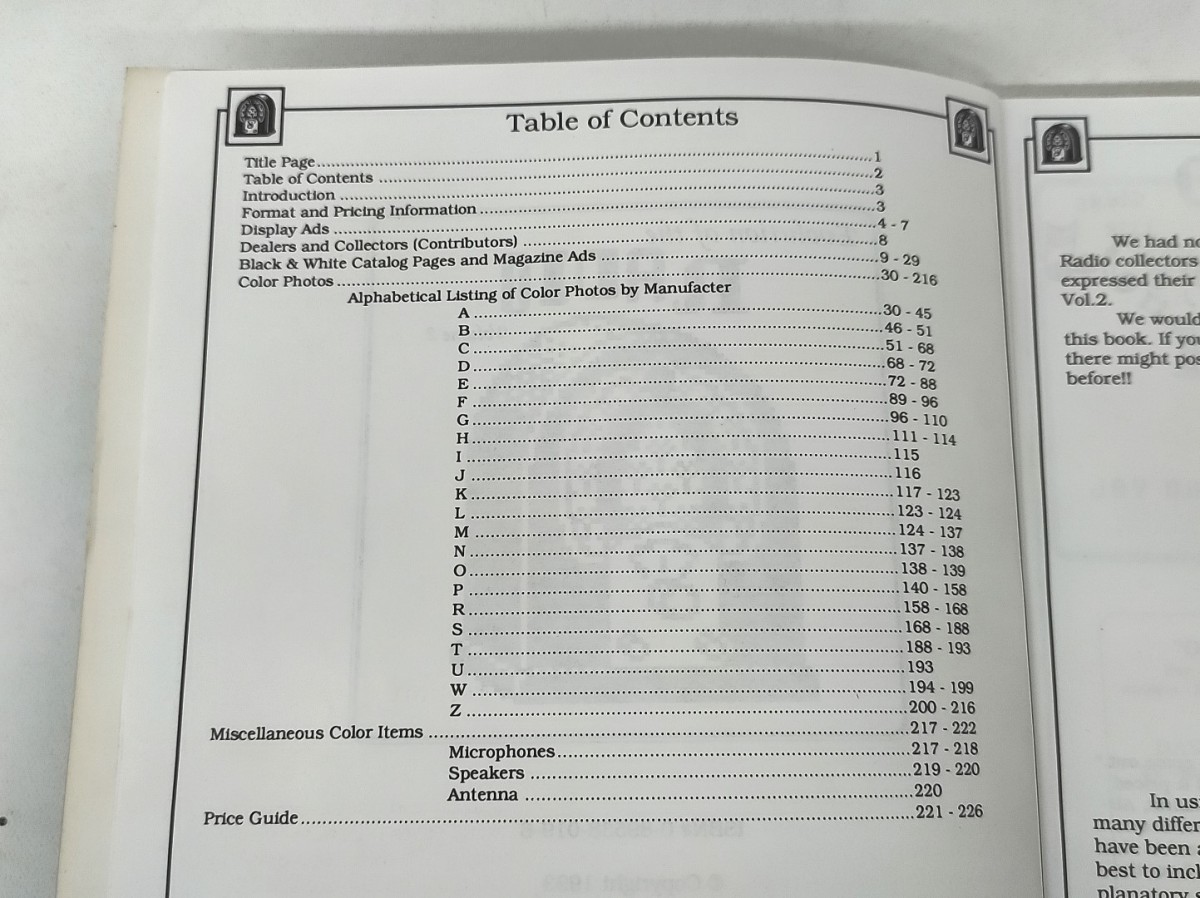 Table of Contents
Title Page.....1
Table of Contents .....2
Introduction .....3
Format and Pricing Information .....3
Display Ads .....4 - 7
Dealers and Collectors (Contributors) .....8
Black & White Catalog Pages and Magazine Ads .....9 - 29
Color Photos .....30 - 216
Alphabetical Listing of Color Photos by Manufacter
A .....30 - 45
B .....46 - 51
C .....51 - 68
D .....68 - 72
E .....72 - 88
F .....89 - 96
G .....96 - 110
H .....111 - 114
I .....115
J .....116
K .....117 - 123
L .....123 - 124
M .....124 - 137
N .....137 - 138
O .....138 - 139
P .....140 - 158
R .....158 - 168
S .....168 - 188
T .....188 - 193
U .....193
W .....194 - 199
Z .....200 - 216
Miscellaneous Color Items .....217 - 222
Microphones.....217 - 218
Speakers .....219 - 220
Antenna .....220
Price Guide.....221 - 226
We had
Radio collectors
expressed their
Vol.2.
We would
this book. If you
there might
before!!
In
many
have been
best to